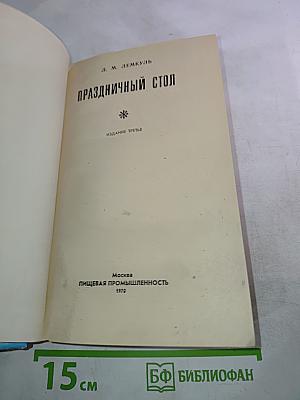 Л. М. ЛЕМКУЛЬ
ПРАЗДНИЧНЫЙ СТОЛ
ИЗДАНИЕ ТРЕТЬЕ
Москва
ПИЩЕВАЯ ПРОМЫШЛЕННОСТЬ
1972
15 см
БФ БИБЛИОФАН